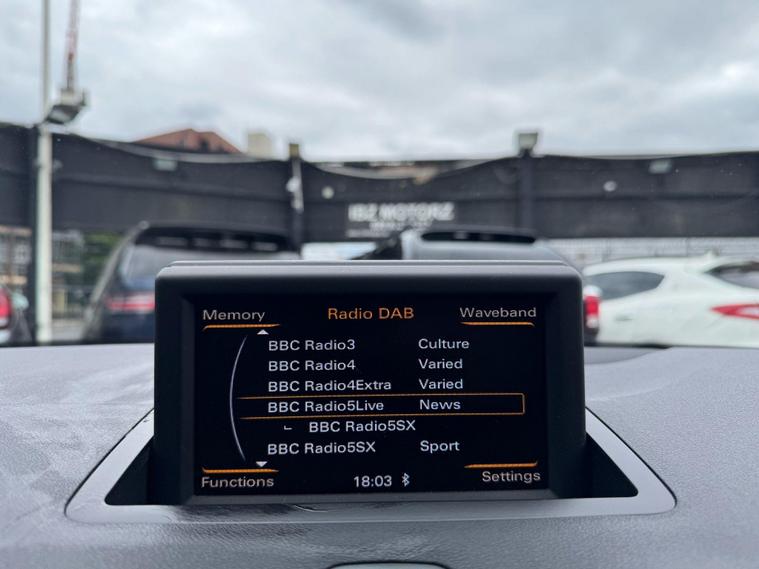 IBZ MOTORZ
Memory Radio DAB Waveband
BBC Radio3 Culture
BBC Radio4 Varied
BBC Radio4Extra Varied
BBC Radio5Live News
BBC Radio5SX
BBC Radio5SX Sport
Functions 18:03 Settings